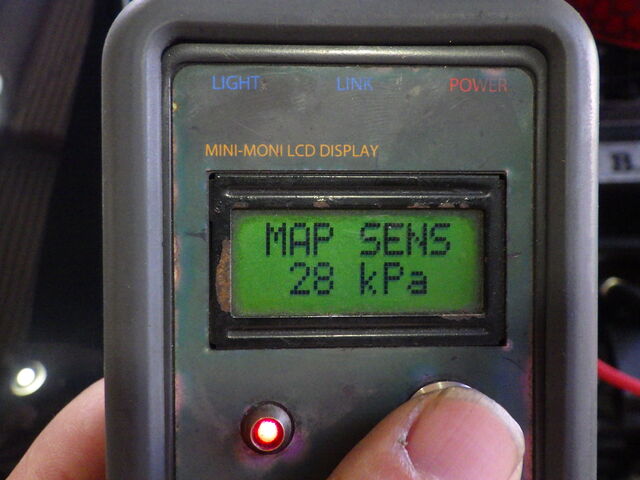 LIGHT LINK POWER
MINI-MONI LCD DISPLAY
MAP SENS
28 kPa